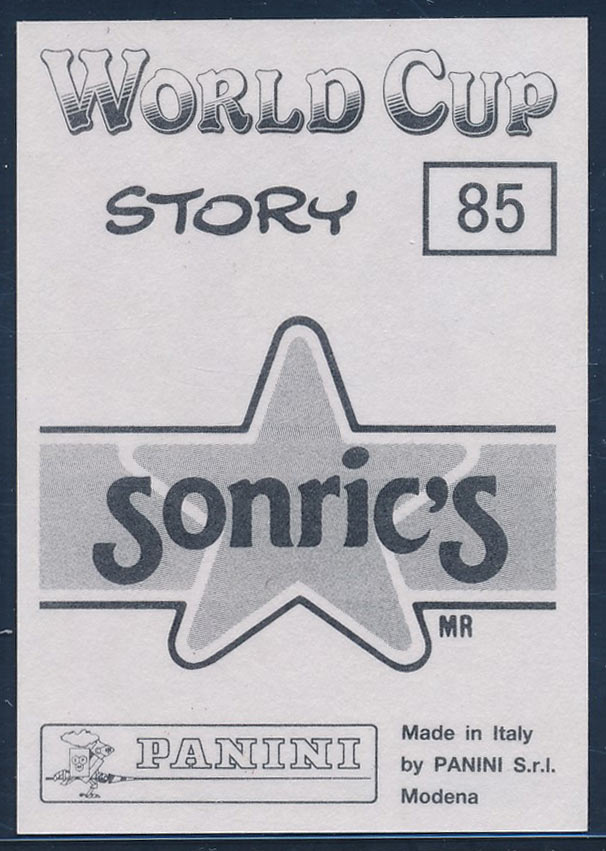 WORLD CUP
STORY
85
sonric's
MR
PANINI
Made in Italy
by PANINI S.r.l.
Modena